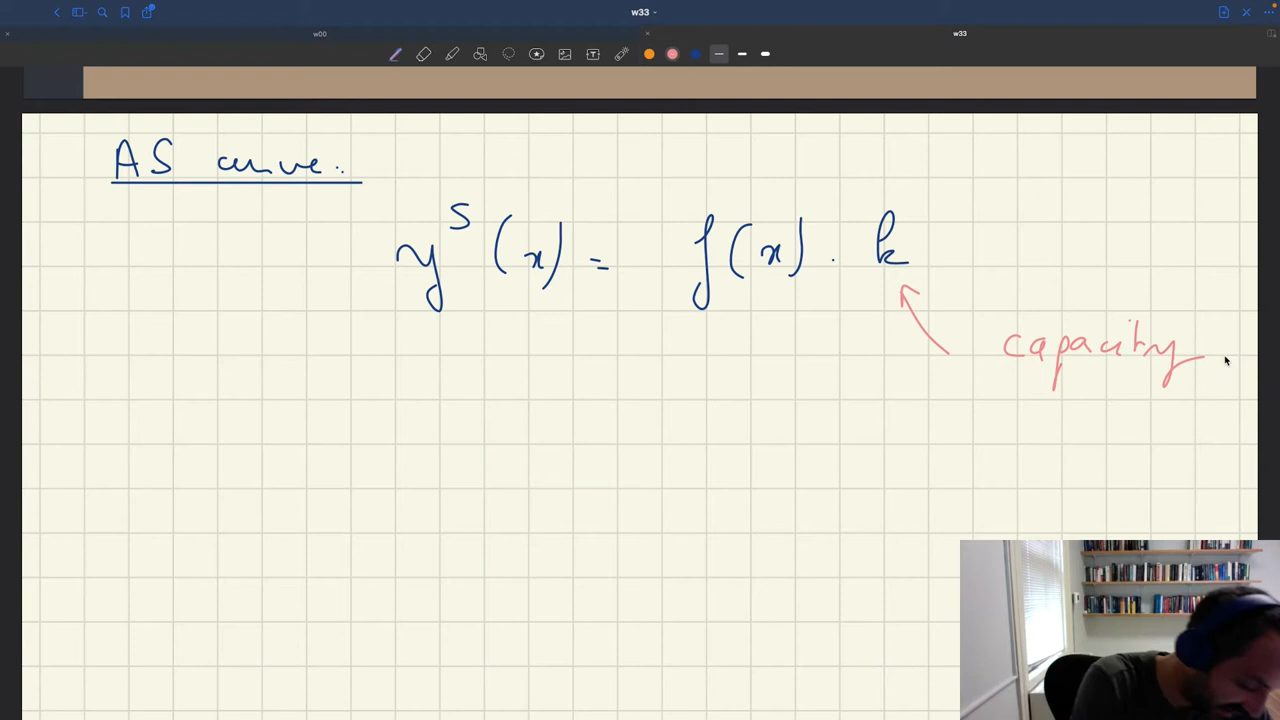 w33
w00
w33
AS curve.
y^s(x) = f(x) . k
capacity